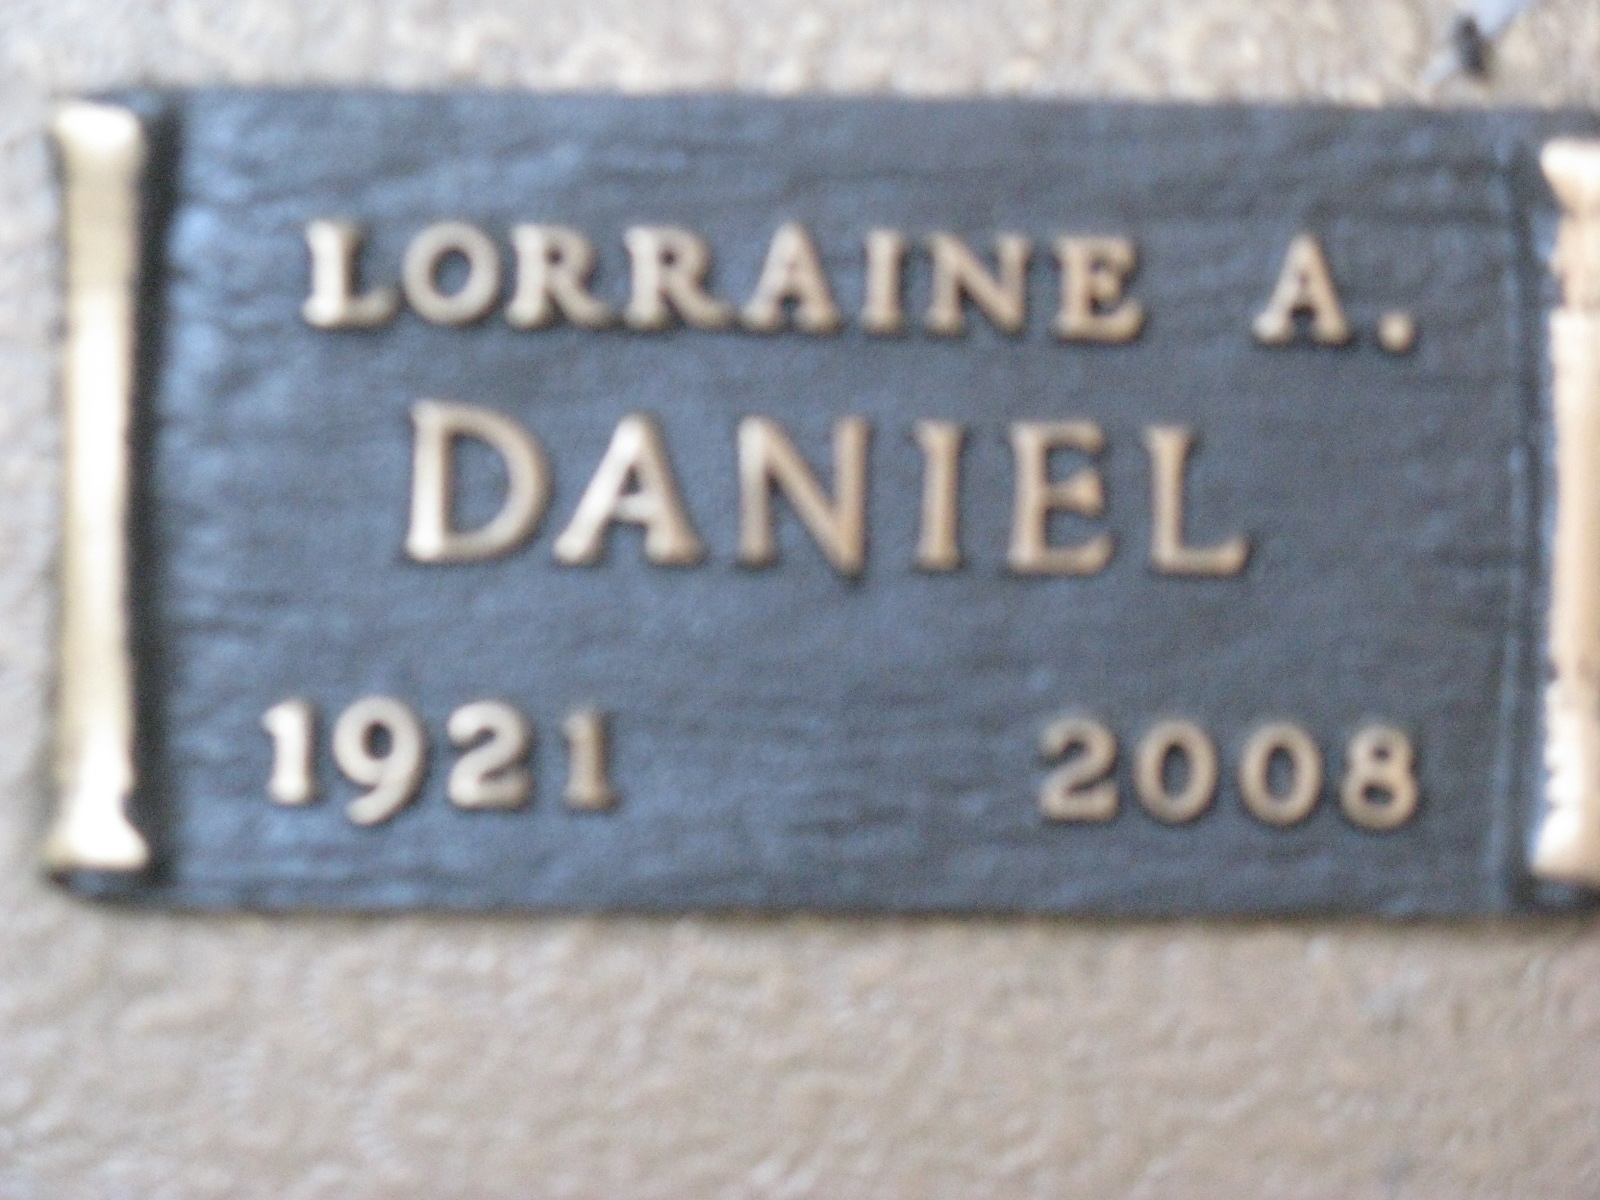 LORRAINE A.
DANIEL
1921 2008